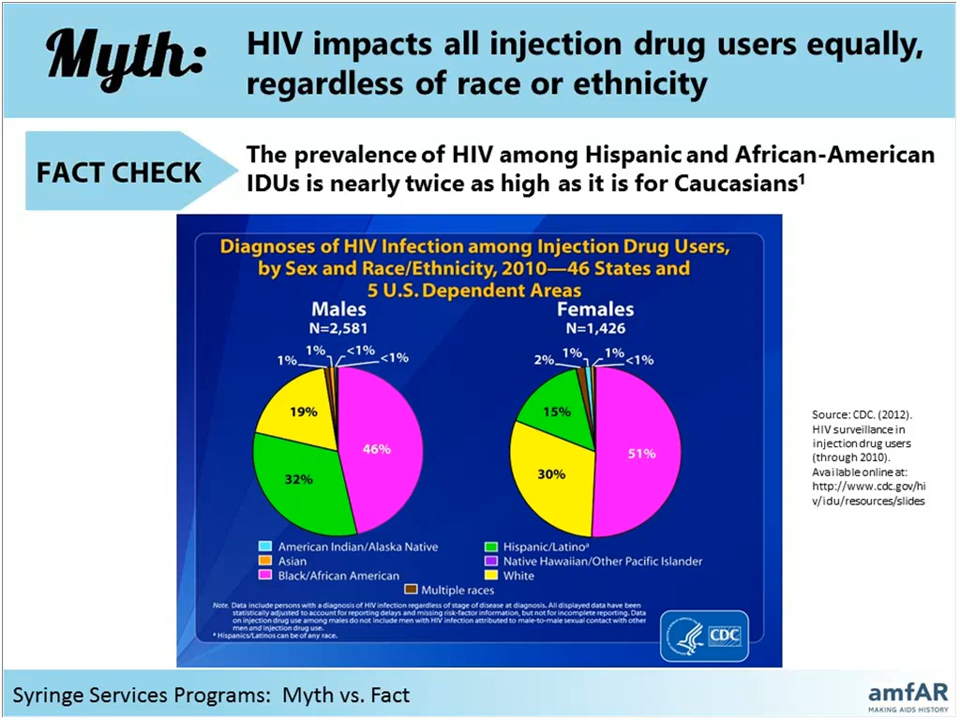 Myth:
HIV impacts all injection drug users equally,
regardless of race or ethnicity
FACT CHECK
The prevalence of HIV among Hispanic and African-American
IDUs is nearly twice as high as it is for Caucasians¹
Diagnoses of HIV Infection among Injection Drug Users,
by Sex and Race/Ethnicity, 2010—46 States and
5 U.S. Dependent Areas
Males
N=2,581
1%
1%
<1%
<1%
19%
46%
32%
Females
N=1,426
2%
1%
1%
<1%
15%
51%
30%
American Indian/Alaska Native
Asian
Black/African American
Hispanic/Latinoᵃ
Native Hawaiian/Other Pacific Islander
White
Multiple races
Note. Data include persons with a diagnosis of HIV infection regardless of stage of disease at diagnosis. All displayed data have been
statistically adjusted to account for reporting delays and missing risk-factor information, but not for incomplete reporting. Data
on injection drug use among males do not include men with HIV infection attributed to male-to-male sexual contact with other
men and injection drug use.
ᵃ Hispanics/Latinos can be of any race.
CDC
Source: CDC. (2012).
HIV surveillance in
injection drug users
(through 2010).
Available online at:
http://www.cdc.gov/hi
v/idu/resources/slides
Syringe Services Programs: Myth vs. Fact
amfAR
MAKING AIDS HISTORY